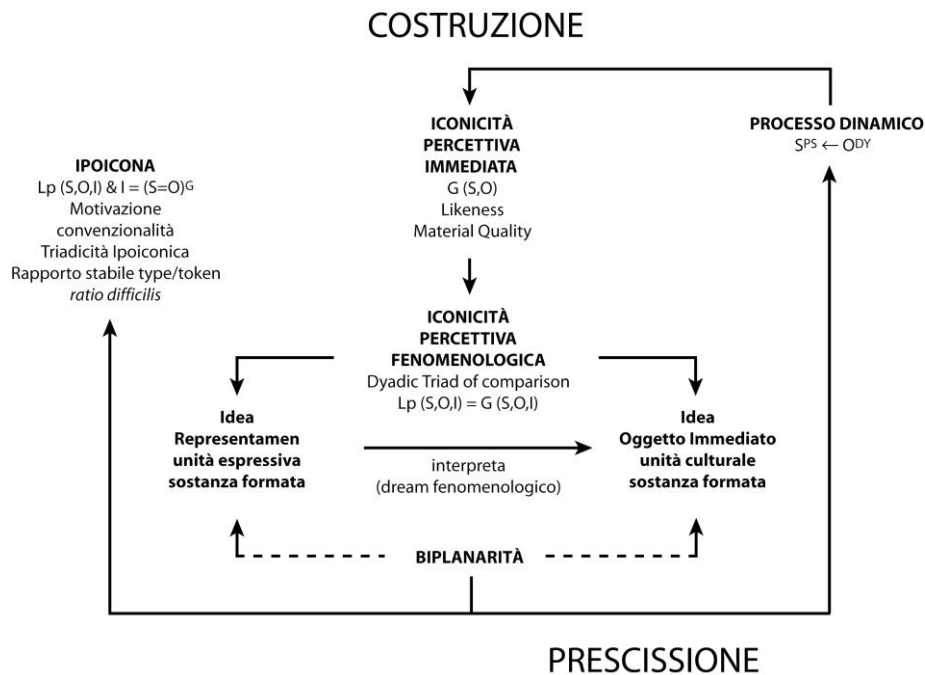 COSTRUZIONE
ICONICITÀ
PERCETTIVA
IMMEDIATA
G (S,O)
Likeness
Material Quality
PROCESSO DINAMICO
Sᴾˢ ← Oᴰʸ
IPOICONA
Lp (S,O,I) & I = (S=O)ᴳ
Motivazione
convenzionalità
Triadicità Ipoiconica
Rapporto stabile type/token
ratio difficilis
ICONICITÀ
PERCETTIVA
FENOMENOLOGICA
Dyadic Triad of comparison
Lp (S,O,I) = G (S,O,I)
Idea
Representamen
unità espressiva
sostanza formata
interpreta
(dream fenomenologico)
Idea
Oggetto Immediato
unità culturale
sostanza formata
BIPLANARITÀ
PRESCISSIONE